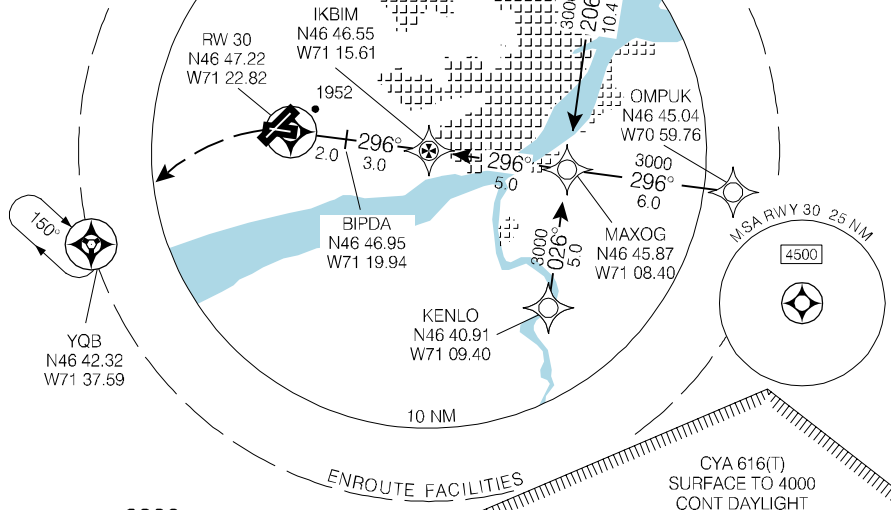 IKBIM
N46 46.55
W71 15.61
3000
206
10.4
RW 30
N46 47.22
W71 22.82
1952
OMPUK
N46 45.04
W70 59.76
296°
2.0
3.0
296°
5.0
3000
296°
6.0
BIPDA
N46 46.95
W71 19.94
MAXOG
N46 45.87
W71 08.40
3000
026°
5.0
150°
MSA RWY 30 25 NM
4500
KENLO
N46 40.91
W71 09.40
YQB
N46 42.32
W71 37.59
10 NM
ENROUTE FACILITIES
CYA 616(T)
SURFACE TO 4000
CONT DAYLIGHT